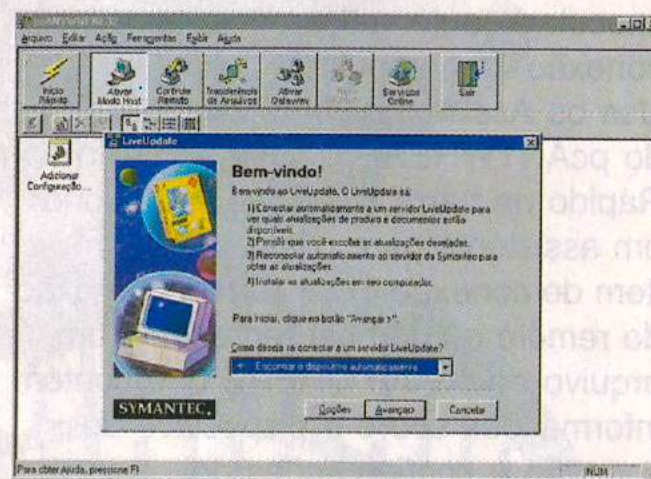 pcANYWHERE32
Arquivo Editar Ação Ferramentas Exibir Ajuda
Início Rápido
Ativar Modo Host
Controle Remoto
Transferência de Arquivos
Ativar Gateway
Serviços Online
Sair
Adicionar Configuração...
LiveUpdate
Bem-vindo!
Bem-vindo ao LiveUpdate. O LiveUpdate irá:
1) Conectar automaticamente a um servidor LiveUpdate para
ver quais atualizações de produto e documentos estão
disponíveis.
2) Permitir que você escolha as atualizações desejadas.
3) Reconectar automaticamente ao servidor da Symantec para
obter as atualizações.
4) Instalar as atualizações em seu computador.
Para iniciar, clique no botão "Avançar >".
Como deseja se conectar a um servidor LiveUpdate?
Encontrar o dispositivo automaticamente
SYMANTEC.
Opções Avançar Cancelar
Para obter Ajuda, pressione F1
NUM